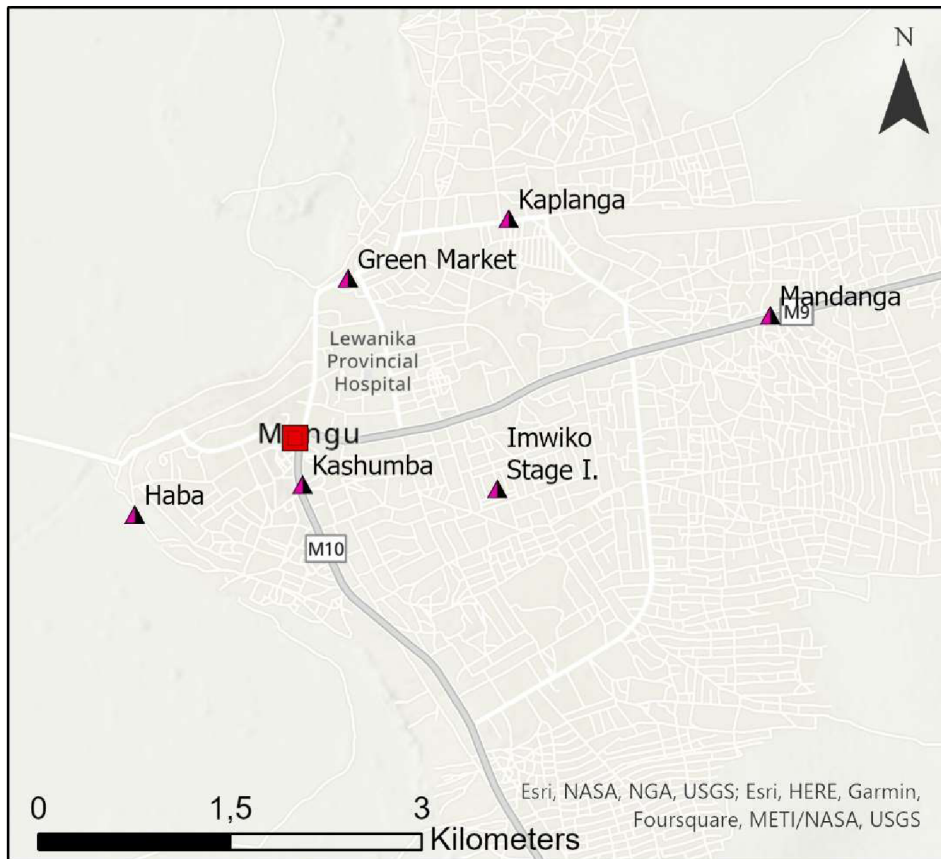 N
Kaplanga
Green Market
Mandanga
M9
Lewanika
Provincial
Hospital
Imwiko
Stage I.
Kashumba
Haba
M10
0 1,5 3
Kilometers
Esri, NASA, NGA, USGS; Esri, HERE, Garmin,
Foursquare, METI/NASA, USGS